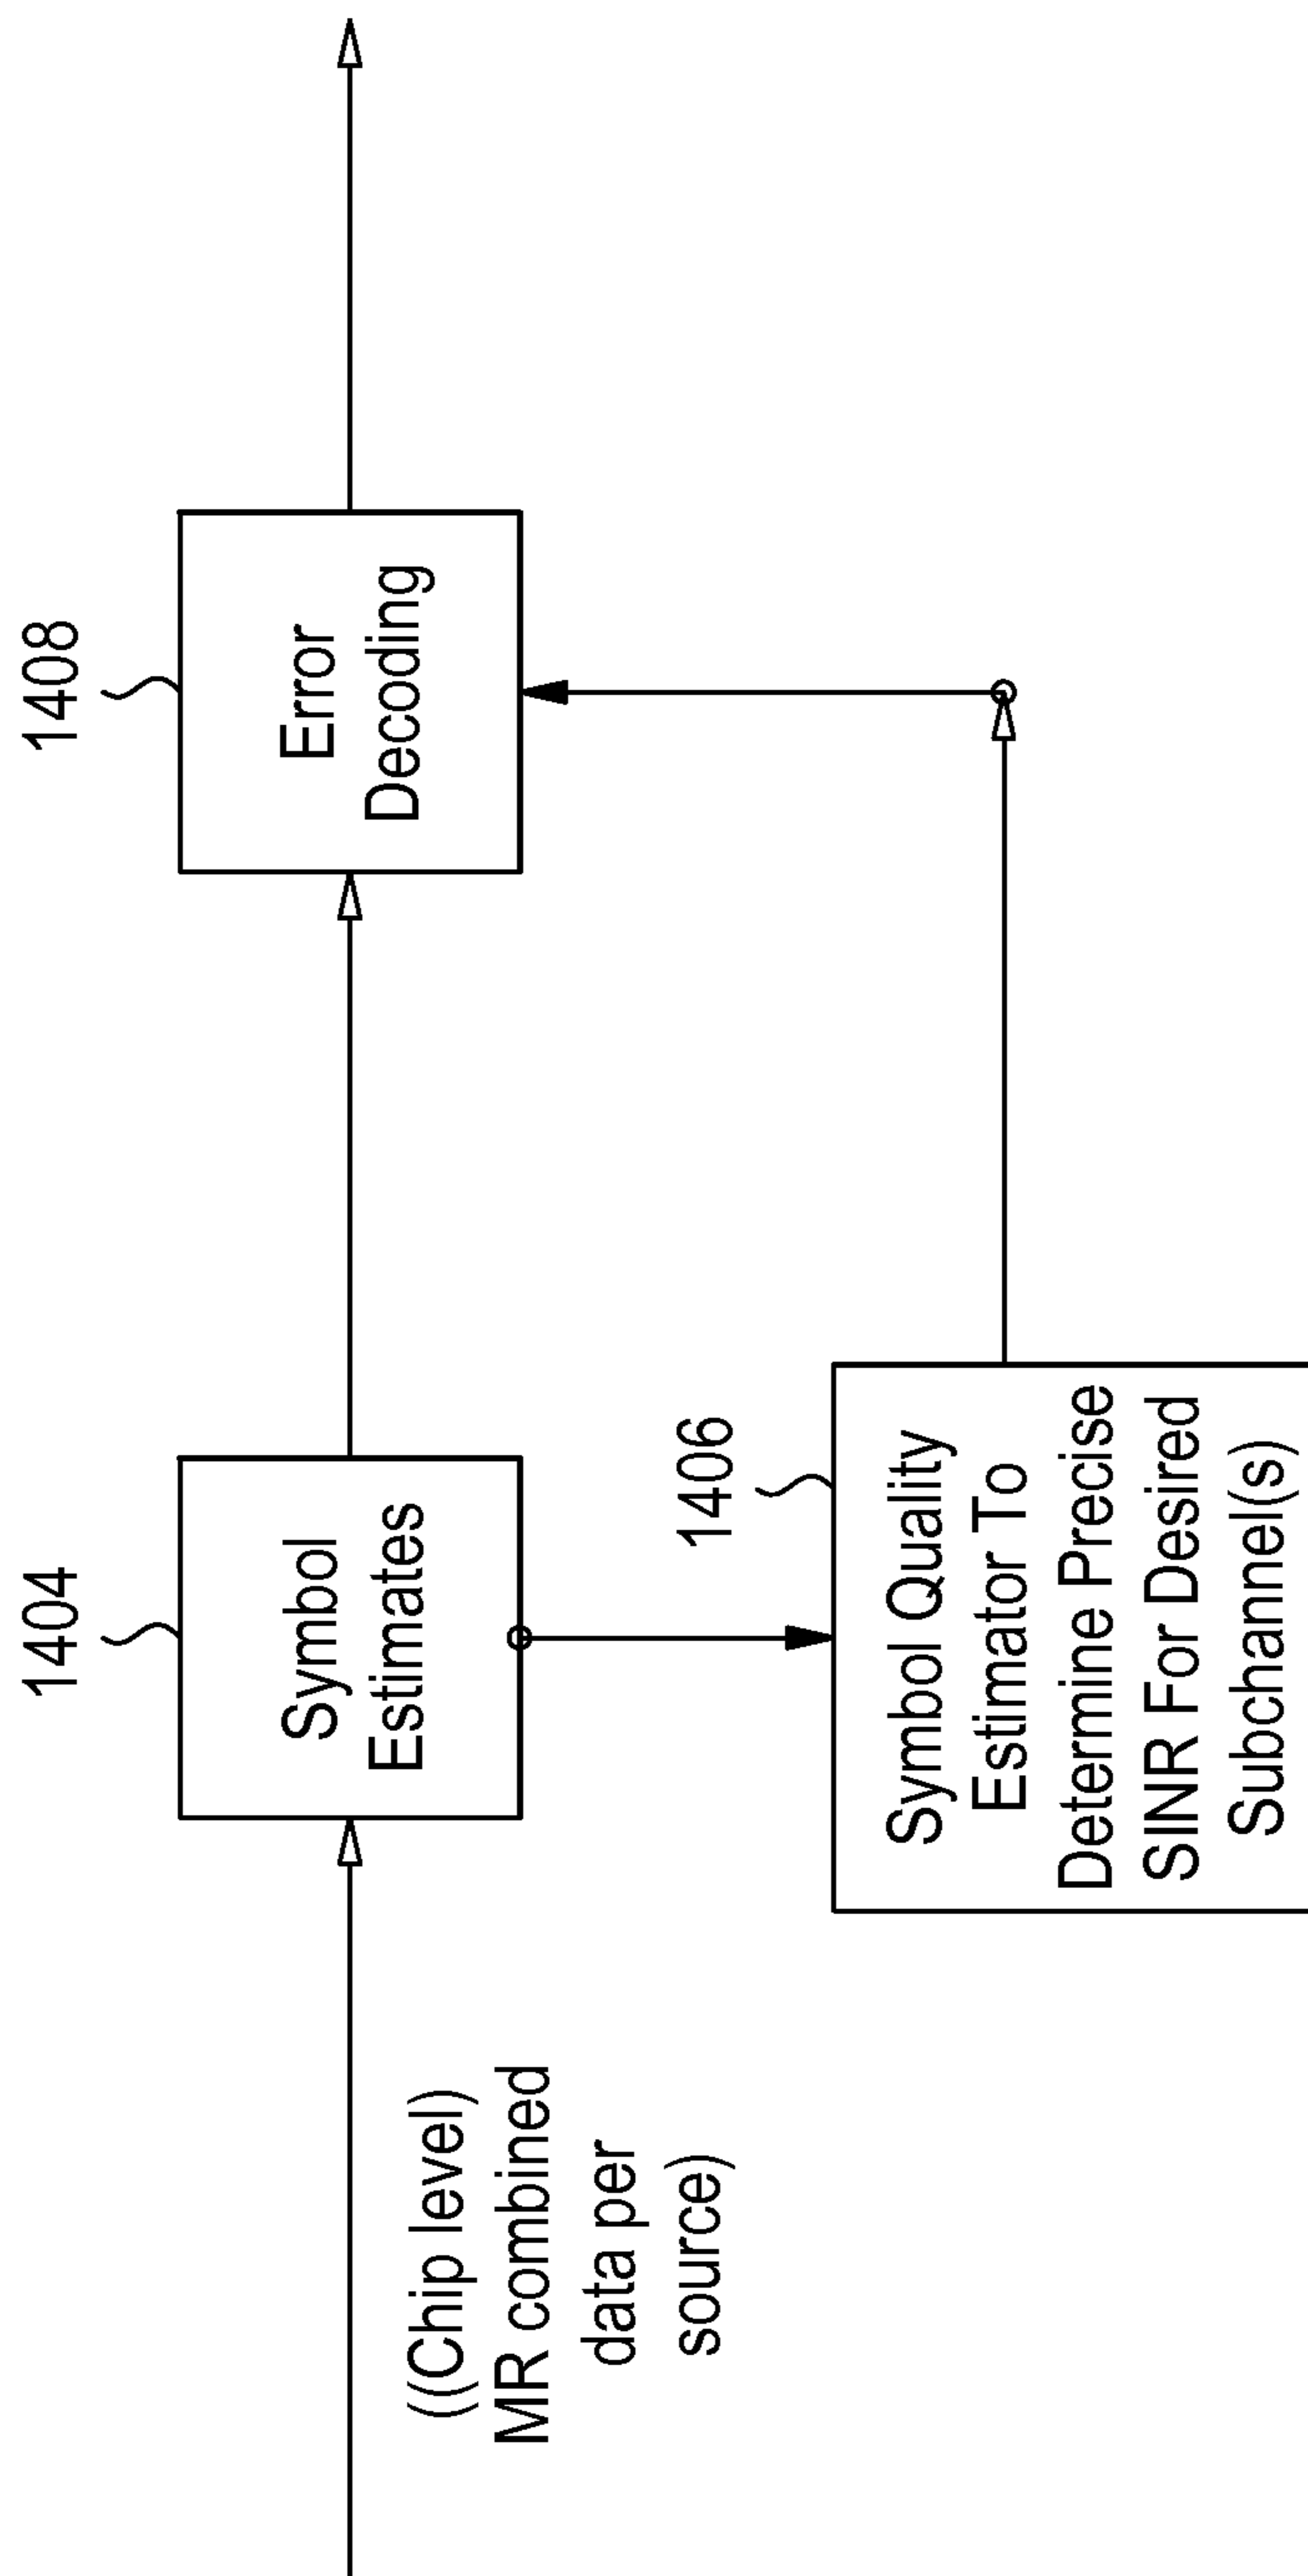 ((Chip level)
MR combined
data per
source)
1404
Symbol
Estimates
1406
Symbol Quality
Estimator To
Determine Precise
SINR For Desired
Subchannel(s)
1408
Error
Decoding